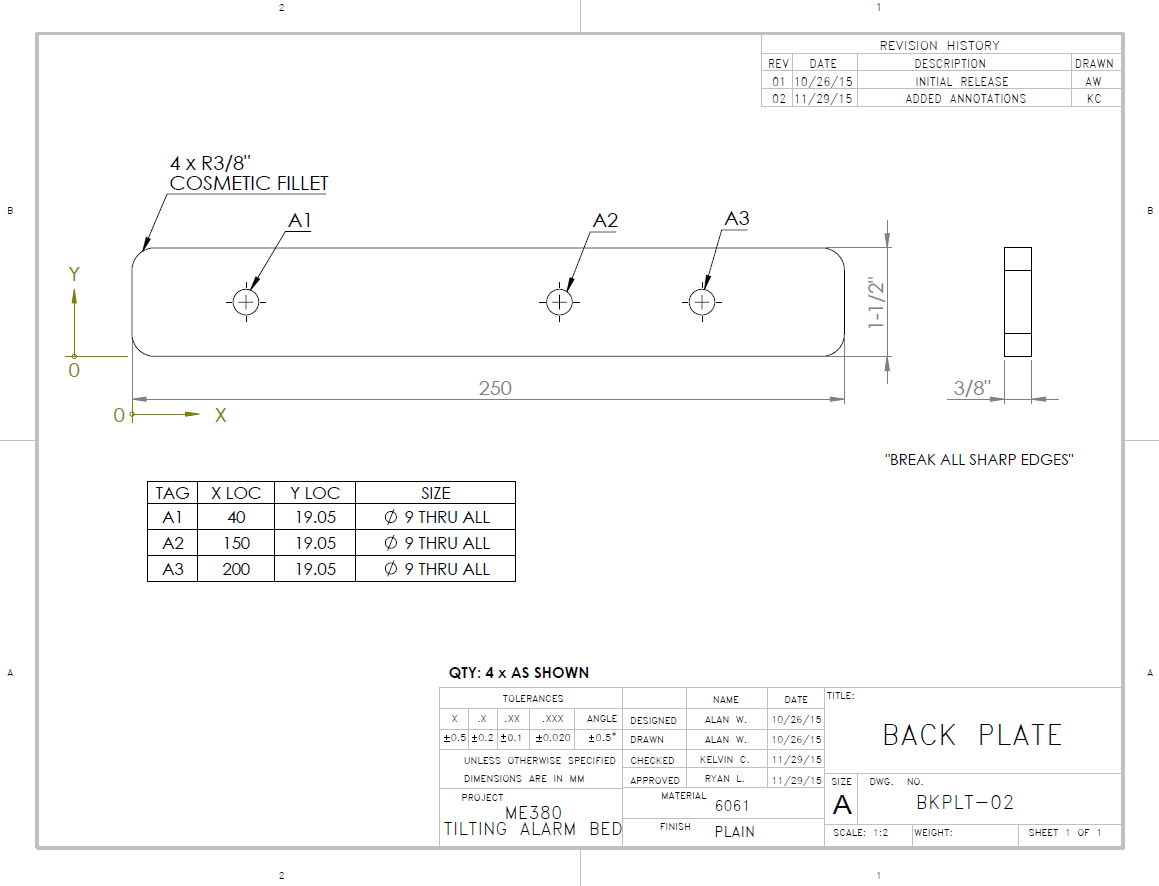 2 1
REVISION HISTORY
REV DATE DESCRIPTION DRAWN
01 10/26/15 INITIAL RELEASE AW
02 11/29/15 ADDED ANNOTATIONS KC
4 x R3/8"
COSMETIC FILLET
A1 A2 A3
B B
Y
1-1/2"
0
250
3/8"
0 X
"BREAK ALL SHARP EDGES"
TAG X LOC Y LOC SIZE
A1 40 19.05 Ø 9 THRU ALL
A2 150 19.05 Ø 9 THRU ALL
A3 200 19.05 Ø 9 THRU ALL
A A
QTY: 4 x AS SHOWN
TOLERANCES
X .X .XX .XXX ANGLE
±0.5 ±0.2 ±0.1 ±0.020 ±0.5°
UNLESS OTHERWISE SPECIFIED
DIMENSIONS ARE IN MM
PROJECT
ME380
TILTING ALARM BED
NAME DATE
DESIGNED ALAN W. 10/26/15
DRAWN ALAN W. 10/26/15
CHECKED KELVIN C. 11/29/15
APPROVED RYAN L. 11/29/15
MATERIAL
6061
FINISH PLAIN
TITLE:
BACK PLATE
SIZE DWG. NO.
A BKPLT-02
SCALE: 1:2 WEIGHT: SHEET 1 OF 1
2 1